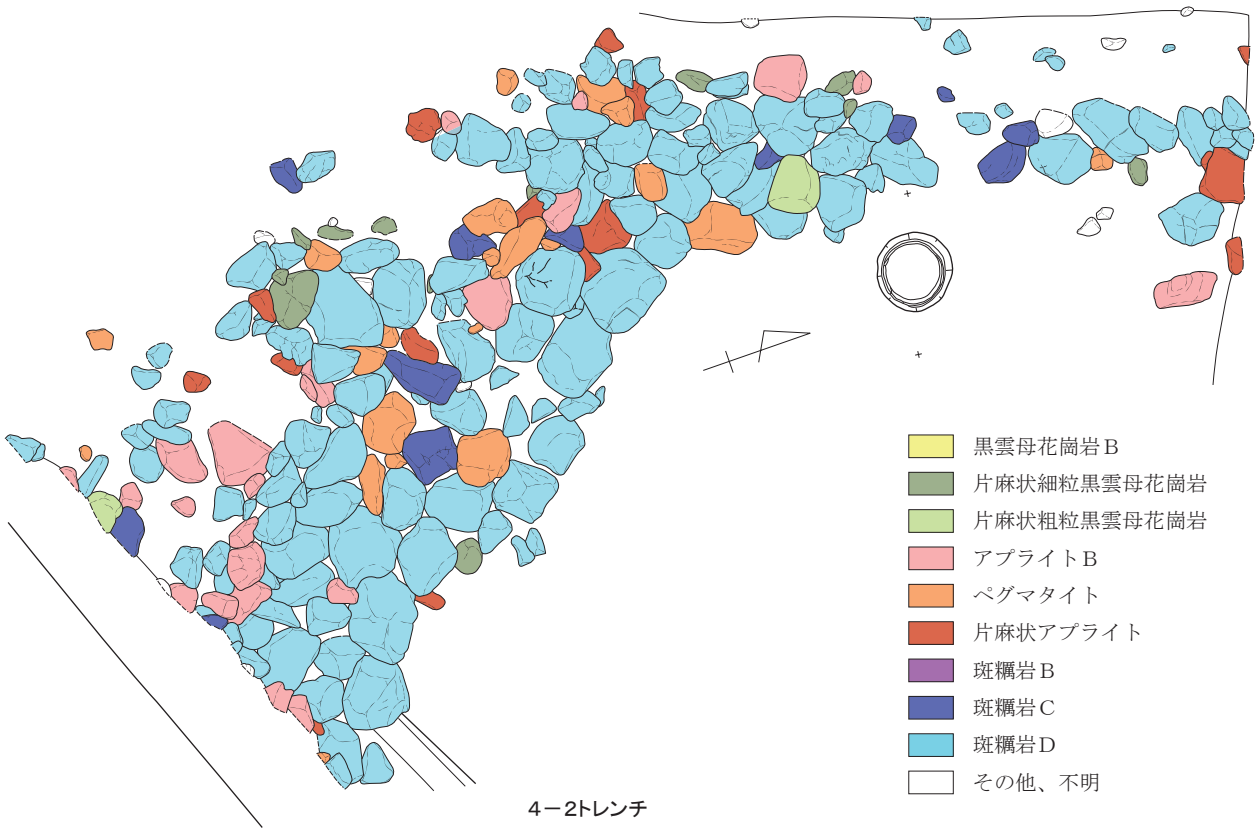 黒雲母花崗岩B
片麻状細粒黒雲母花崗岩
片麻状粗粒黒雲母花崗岩
アプライトB
ペグマタイト
片麻状アプライト
斑糲岩B
斑糲岩C
斑糲岩D
その他、不明
4－2トレンチ